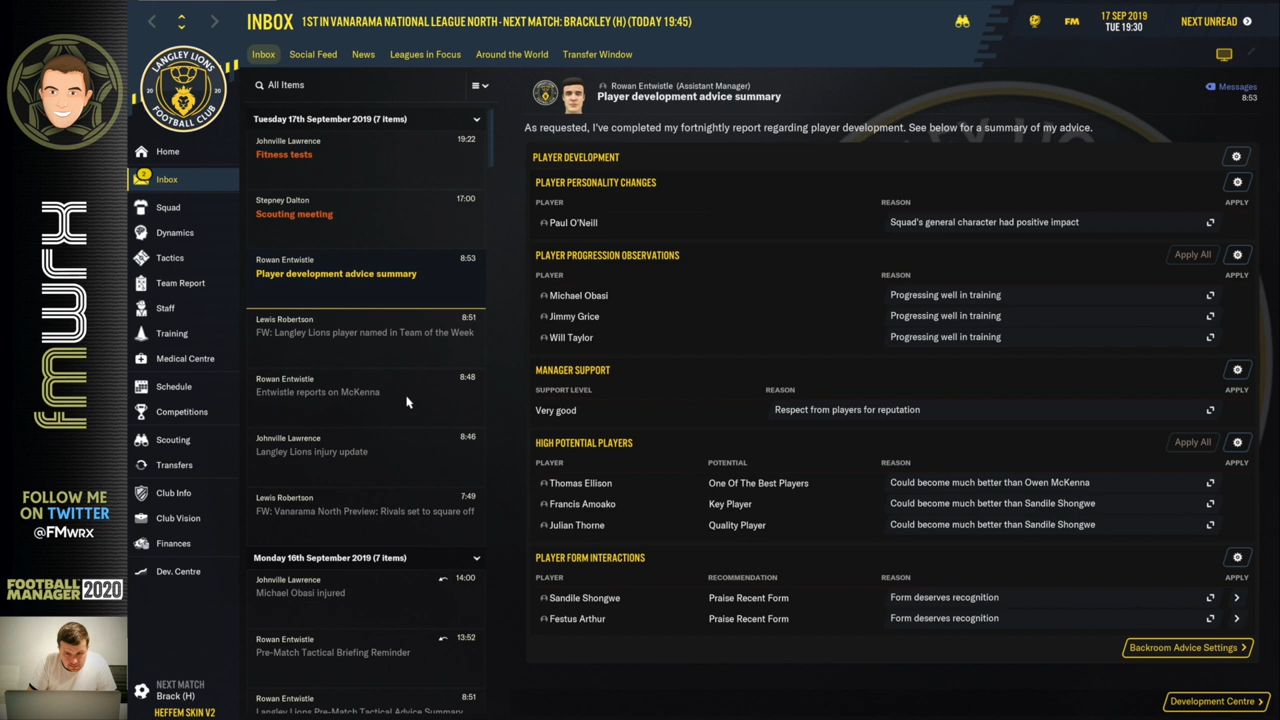 INBOX
1ST IN VANARAMA NATIONAL LEAGUE NORTH - NEXT MATCH: BRACKLEY (H) (TODAY 19:45)
FM
17 SEP 2019
TUE 19:30
NEXT UNREAD
Inbox
Social Feed
News
Leagues in Focus
Around the World
Transfer Window
LANGLEY LIONS
20 20
FOOTBALL CLUB
Home
2
Inbox
Squad
Dynamics
Tactics
Team Report
Staff
Training
Medical Centre
Schedule
Competitions
Scouting
Transfers
Club Info
Club Vision
Finances
Dev. Centre
NEXT MATCH
Brack (H)
HEFFEM SKIN V2
fmwrx
FOLLOW ME
ON TWITTER
@FMwrx
FOOTBALL
MANAGER 2020
All Items
Tuesday 17th September 2019 (7 items)
Johnville Lawrence 19:22
Fitness tests
Stepney Dalton 17:00
Scouting meeting
Rowan Entwistle 8:53
Player development advice summary
Lewis Robertson 8:51
FW: Langley Lions player named in Team of the Week
Rowan Entwistle 8:48
Entwistle reports on McKenna
Johnville Lawrence 8:46
Langley Lions injury update
Lewis Robertson 7:49
FW: Vanarama North Preview: Rivals set to square off
Monday 16th September 2019 (7 items)
Johnville Lawrence 14:00
Michael Obasi injured
Rowan Entwistle 13:52
Pre-Match Tactical Briefing Reminder
Rowan Entwistle 8:51
Langley Lions Pre-Match Tactical Advice Summary
Rowan Entwistle (Assistant Manager)
Player development advice summary
Messages
8:53
As requested, I've completed my fortnightly report regarding player development. See below for a summary of my advice.
PLAYER DEVELOPMENT
PLAYER PERSONALITY CHANGES
PLAYER REASON APPLY
Paul O'Neill Squad's general character had positive impact
PLAYER PROGRESSION OBSERVATIONS Apply All
PLAYER REASON APPLY
Michael Obasi Progressing well in training
Jimmy Grice Progressing well in training
Will Taylor Progressing well in training
MANAGER SUPPORT
SUPPORT LEVEL REASON APPLY
Very good Respect from players for reputation
HIGH POTENTIAL PLAYERS Apply All
PLAYER POTENTIAL REASON APPLY
Thomas Ellison One Of The Best Players Could become much better than Owen McKenna
Francis Amoako Key Player Could become much better than Sandile Shongwe
Julian Thorne Quality Player Could become much better than Sandile Shongwe
PLAYER FORM INTERACTIONS
PLAYER RECOMMENDATION REASON APPLY
Sandile Shongwe Praise Recent Form Form deserves recognition
Festus Arthur Praise Recent Form Form deserves recognition
Backroom Advice Settings
Development Centre